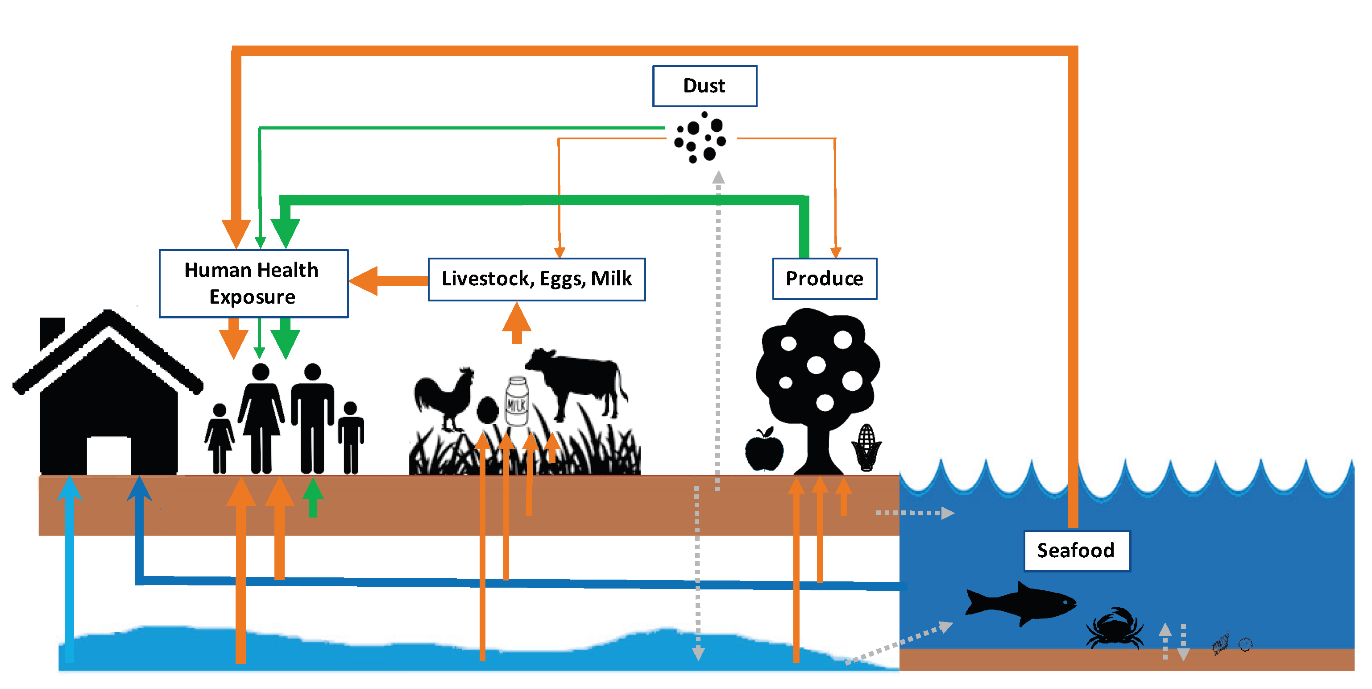 Dust
Human Health
Exposure
Livestock, Eggs, Milk
Produce
MILK
Seafood